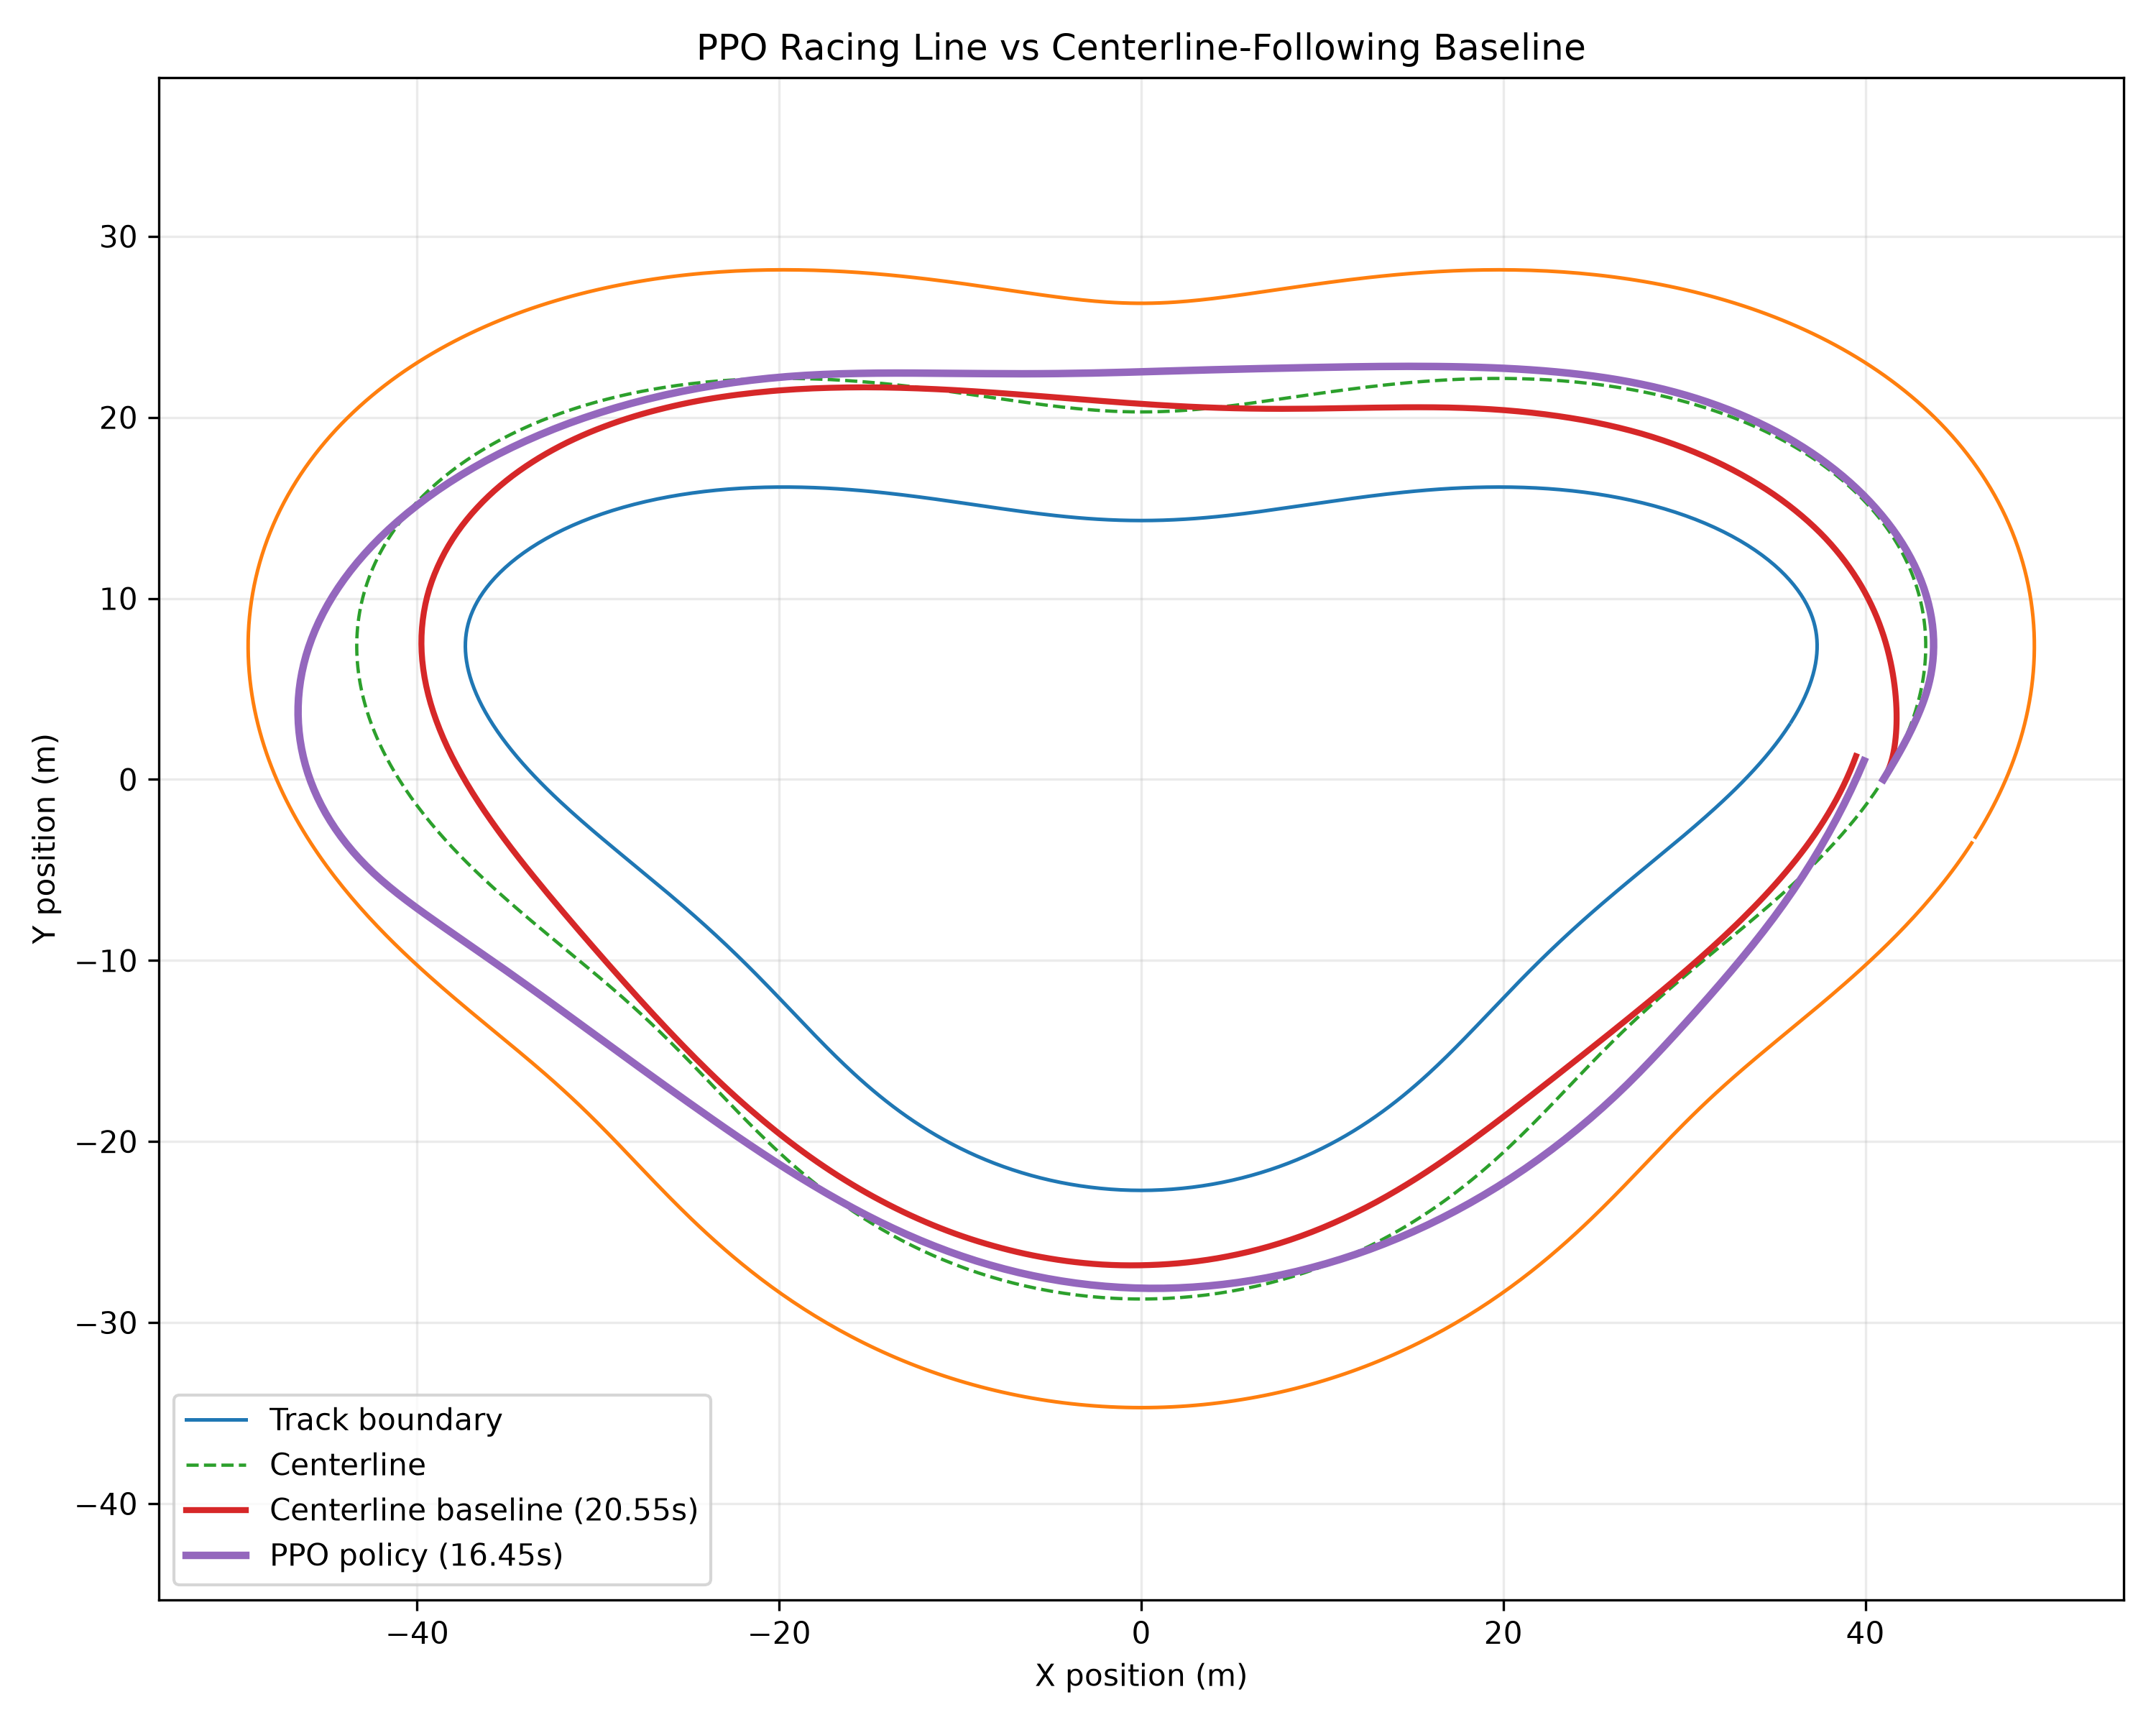 PPO Racing Line vs Centerline-Following Baseline
Y position (m)
30
20
10
0
−10
−20
−30
−40
Track boundary
Centerline
Centerline baseline (20.55s)
PPO policy (16.45s)
−40
−20
0
20
40
X position (m)